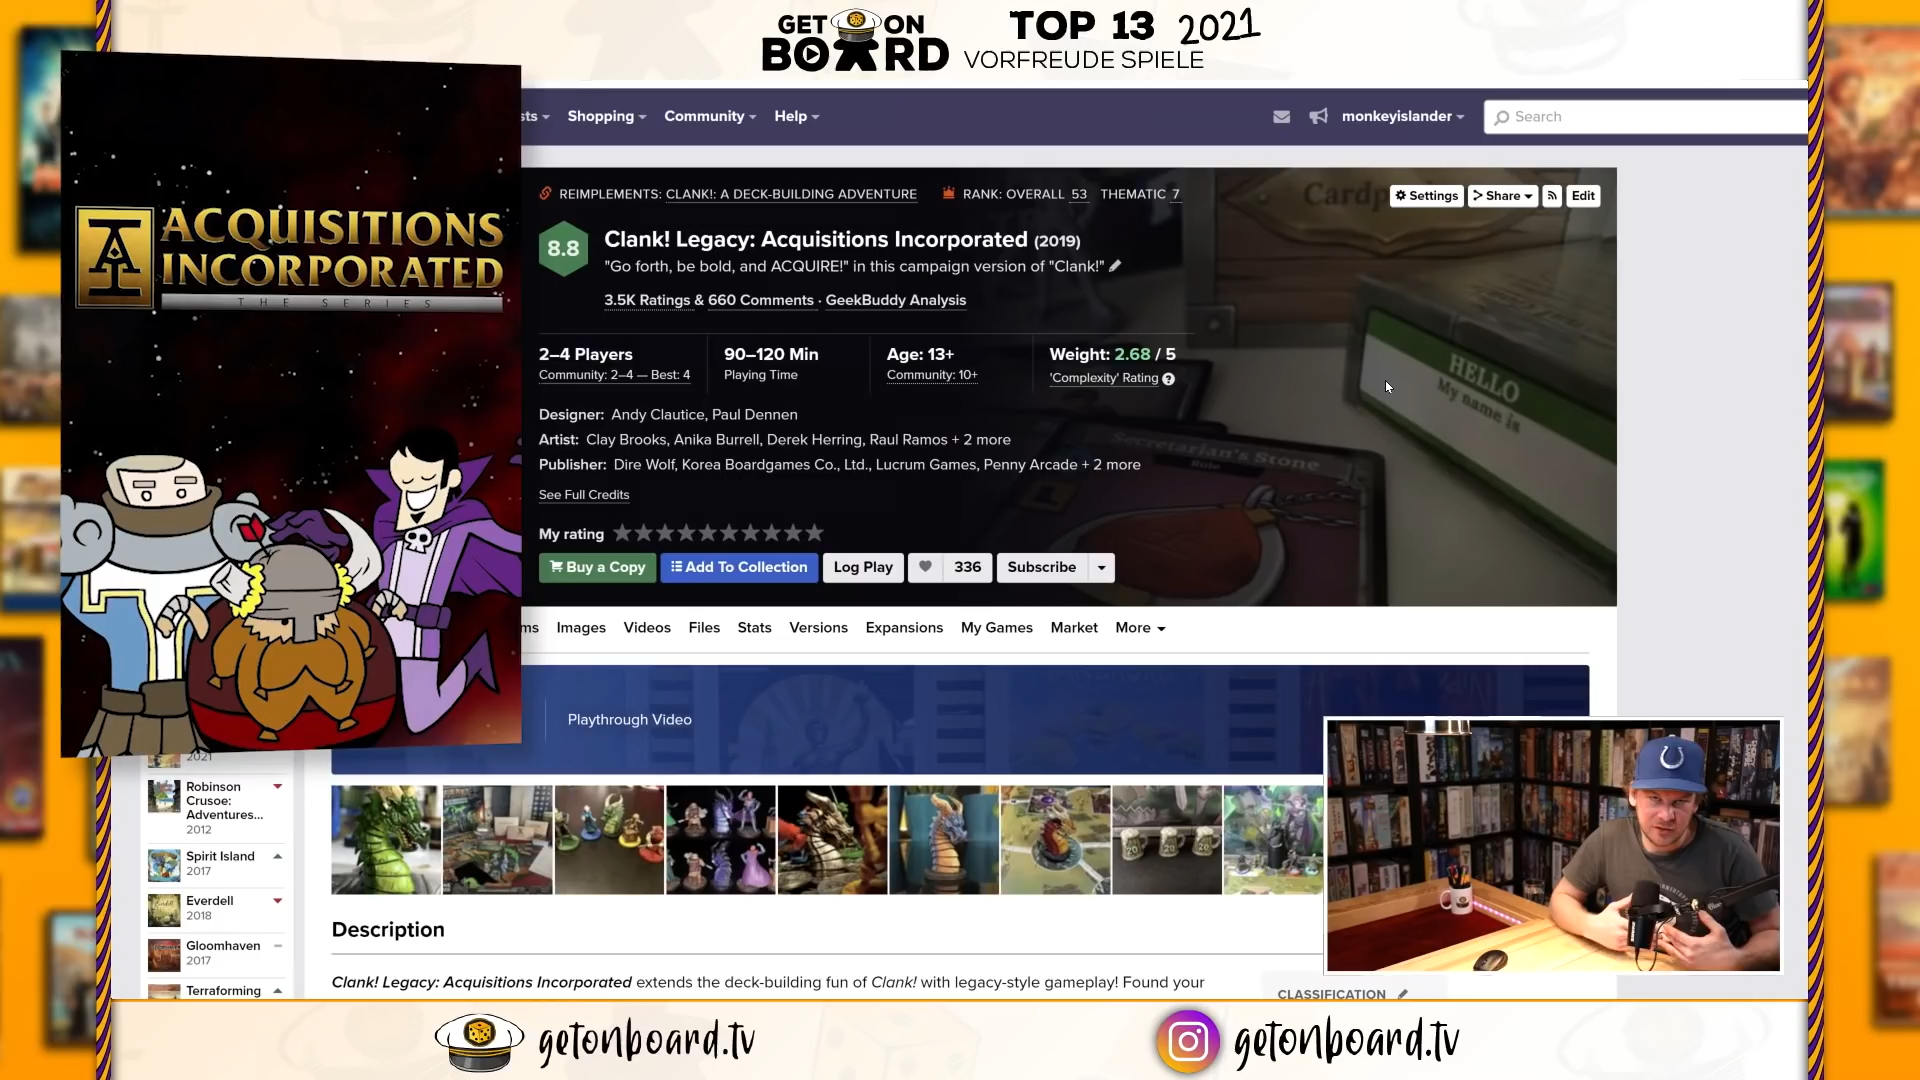 GET ON
BOARD
TOP 13 2021
VORFREUDE SPIELE
sts
Shopping
Community
Help
monkeyislander
Search
ACQUISITIONS
INCORPORATED
THE SERIES
REIMPLEMENTS: CLANK!: A DECK-BUILDING ADVENTURE
RANK: OVERALL 53 THEMATIC 7
Settings
Share
Edit
8.8
Clank! Legacy: Acquisitions Incorporated (2019)
"Go forth, be bold, and ACQUIRE!" in this campaign version of "Clank!"
3.5K Ratings & 660 Comments · GeekBuddy Analysis
2–4 Players
Community: 2–4 — Best: 4
90–120 Min
Playing Time
Age: 13+
Community: 10+
Weight: 2.68 / 5
'Complexity' Rating
Designer: Andy Clautice, Paul Dennen
Artist: Clay Brooks, Anika Burrell, Derek Herring, Raul Ramos + 2 more
Publisher: Dire Wolf, Korea Boardgames Co., Ltd., Lucrum Games, Penny Arcade + 2 more
See Full Credits
My rating
Buy a Copy
Add To Collection
Log Play
336
Subscribe
HELLO
My name is
Secretarian's Stone
Rule
ms
Images
Videos
Files
Stats
Versions
Expansions
My Games
Market
More
Playthrough Video
2021
Robinson
Crusoe:
Adventures...
2012
Spirit Island
2017
Everdell
2018
Gloomhaven
2017
Terraforming
Description
Clank! Legacy: Acquisitions Incorporated extends the deck-building fun of Clank! with legacy-style gameplay! Found your
CLASSIFICATION
getonboard.tv
getonboard.tv